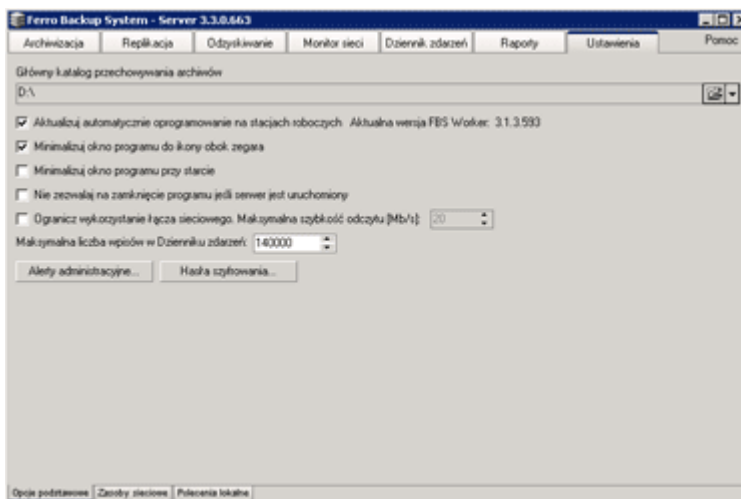 Ferro Backup System - Server 3.3.0.663
Archiwizacja Replikacja Odzyskiwanie Monitor sieci Dziennik zdarzeń Raporty Ustawienia Pomoc
Główny katalog przechowywania archiwów
D:\
Aktualizuj automatycznie oprogramowanie na stacjach roboczych Aktualna wersja FBS Worker: 3.1.3.593
Minimalizuj okno programu do ikony obok zegara
Minimalizuj okno programu przy starcie
Nie zezwalaj na zamknięcie programu jeśli serwer jest uruchomiony
Ogranicz wykorzystanie łącza sieciowego. Maksymalna szybkość odczytu [Mb/s]: 20
Maksymalna liczba wpisów w Dzienniku zdarzeń: 140000
Alerty administracyjne... Hasła szyfrowania...
Opcje podstawowe Zasoby sieciowe Polecenia lokalne